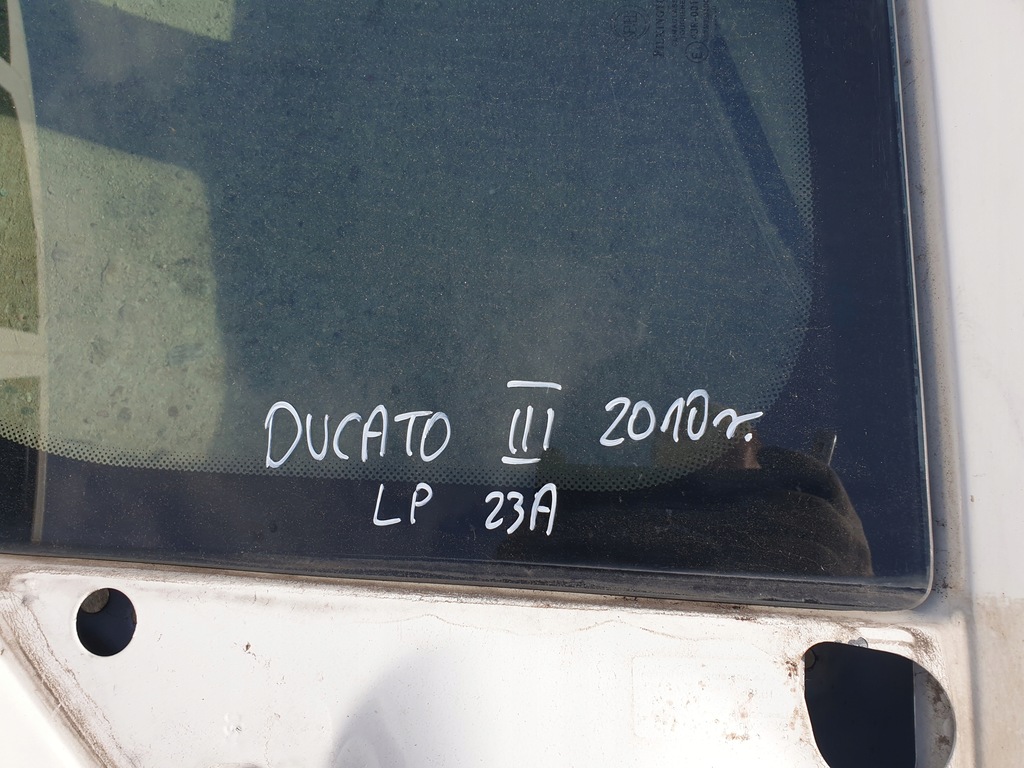 DUCATO III 2010r.
LP 23A